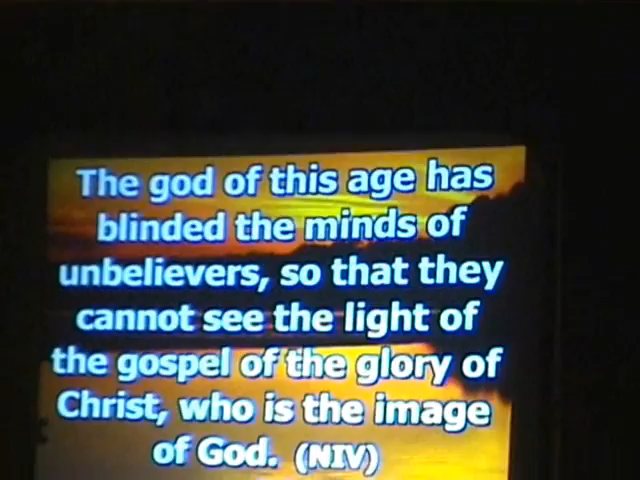 The god of this age has
blinded the minds of
unbelievers, so that they
cannot see the light of
the gospel of the glory of
Christ, who is the image
of God. (NIV)